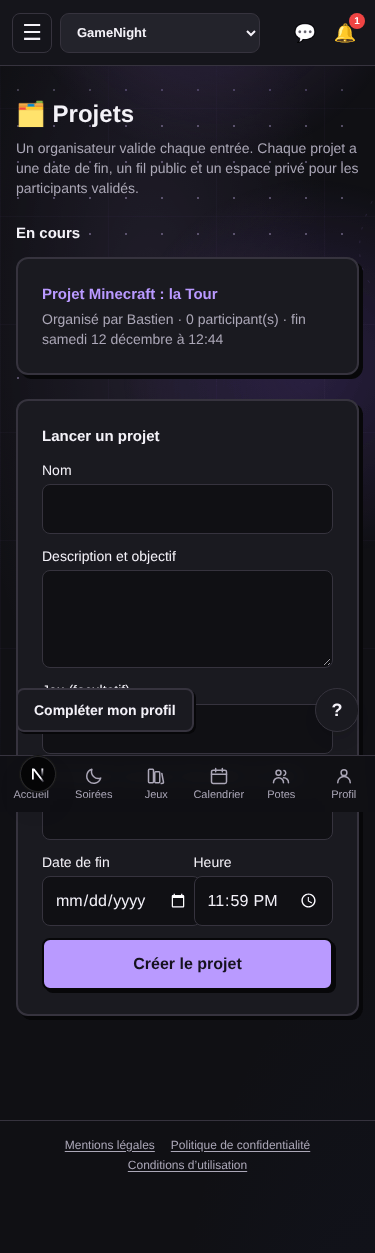 GameNight
1
Projets
Un organisateur valide chaque entrée. Chaque projet a
une date de fin, un fil public et un espace privé pour les
participants validés.
En cours
Projet Minecraft : la Tour
Organisé par Bastien · 0 participant(s) · fin
samedi 12 décembre à 12:44
Lancer un projet
Nom
Description et objectif
Jeu (facultatif)
Compléter mon profil
?
N
Accueil
Soirées
Jeux
Calendrier
Potes
Profil
Date de fin
Heure
mm/dd/yyyy
11:59 PM
Créer le projet
Mentions légales
Politique de confidentialité
Conditions d’utilisation